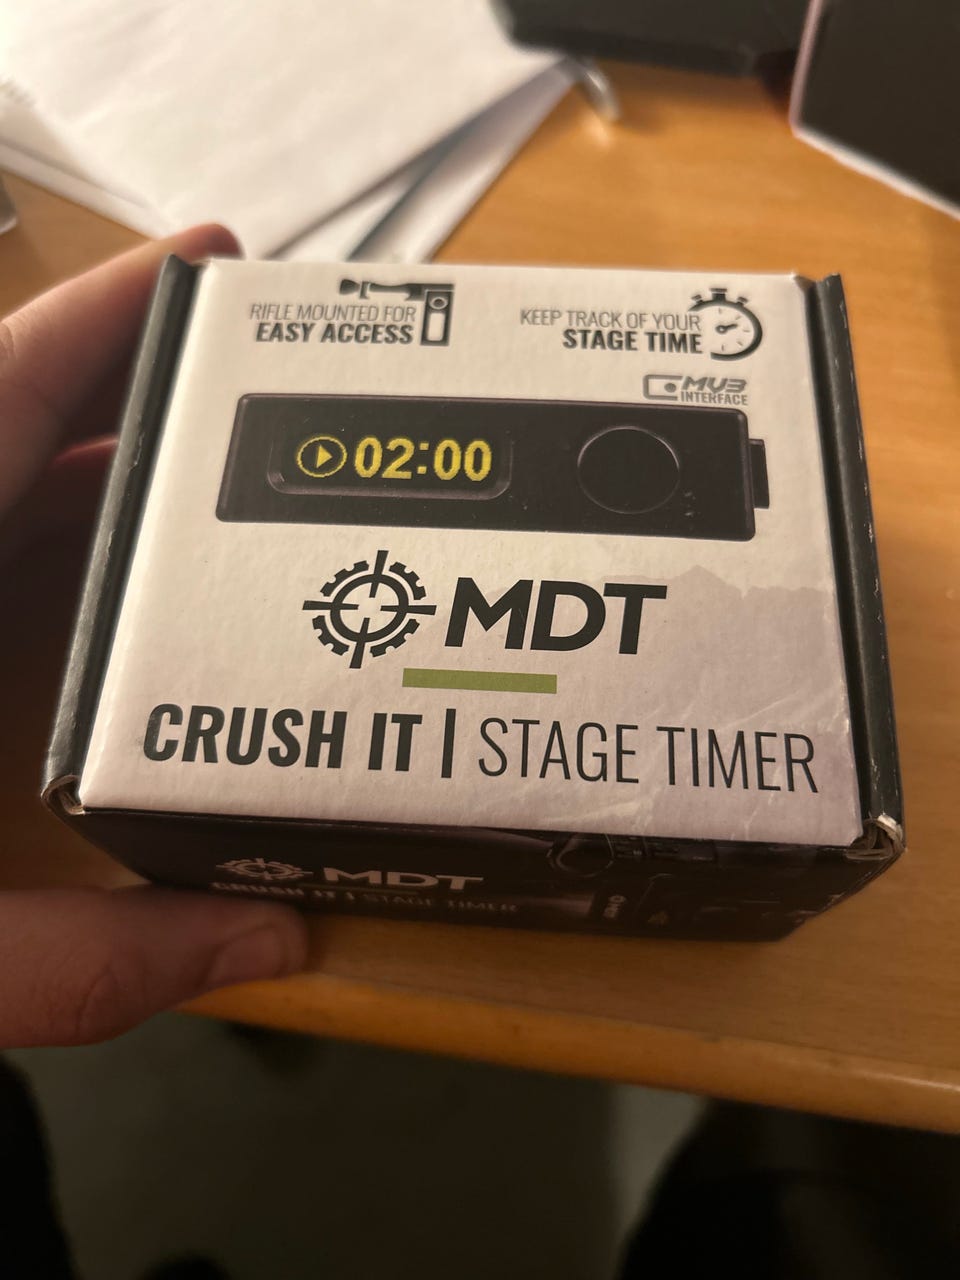 RIFLE MOUNTED FOR
EASY ACCESS
KEEP TRACK OF YOUR
STAGE TIME
MV3
INTERFACE
02:00
MDT
CRUSH IT | STAGE TIMER
MDT
CRUSH IT | STAGE TIMER